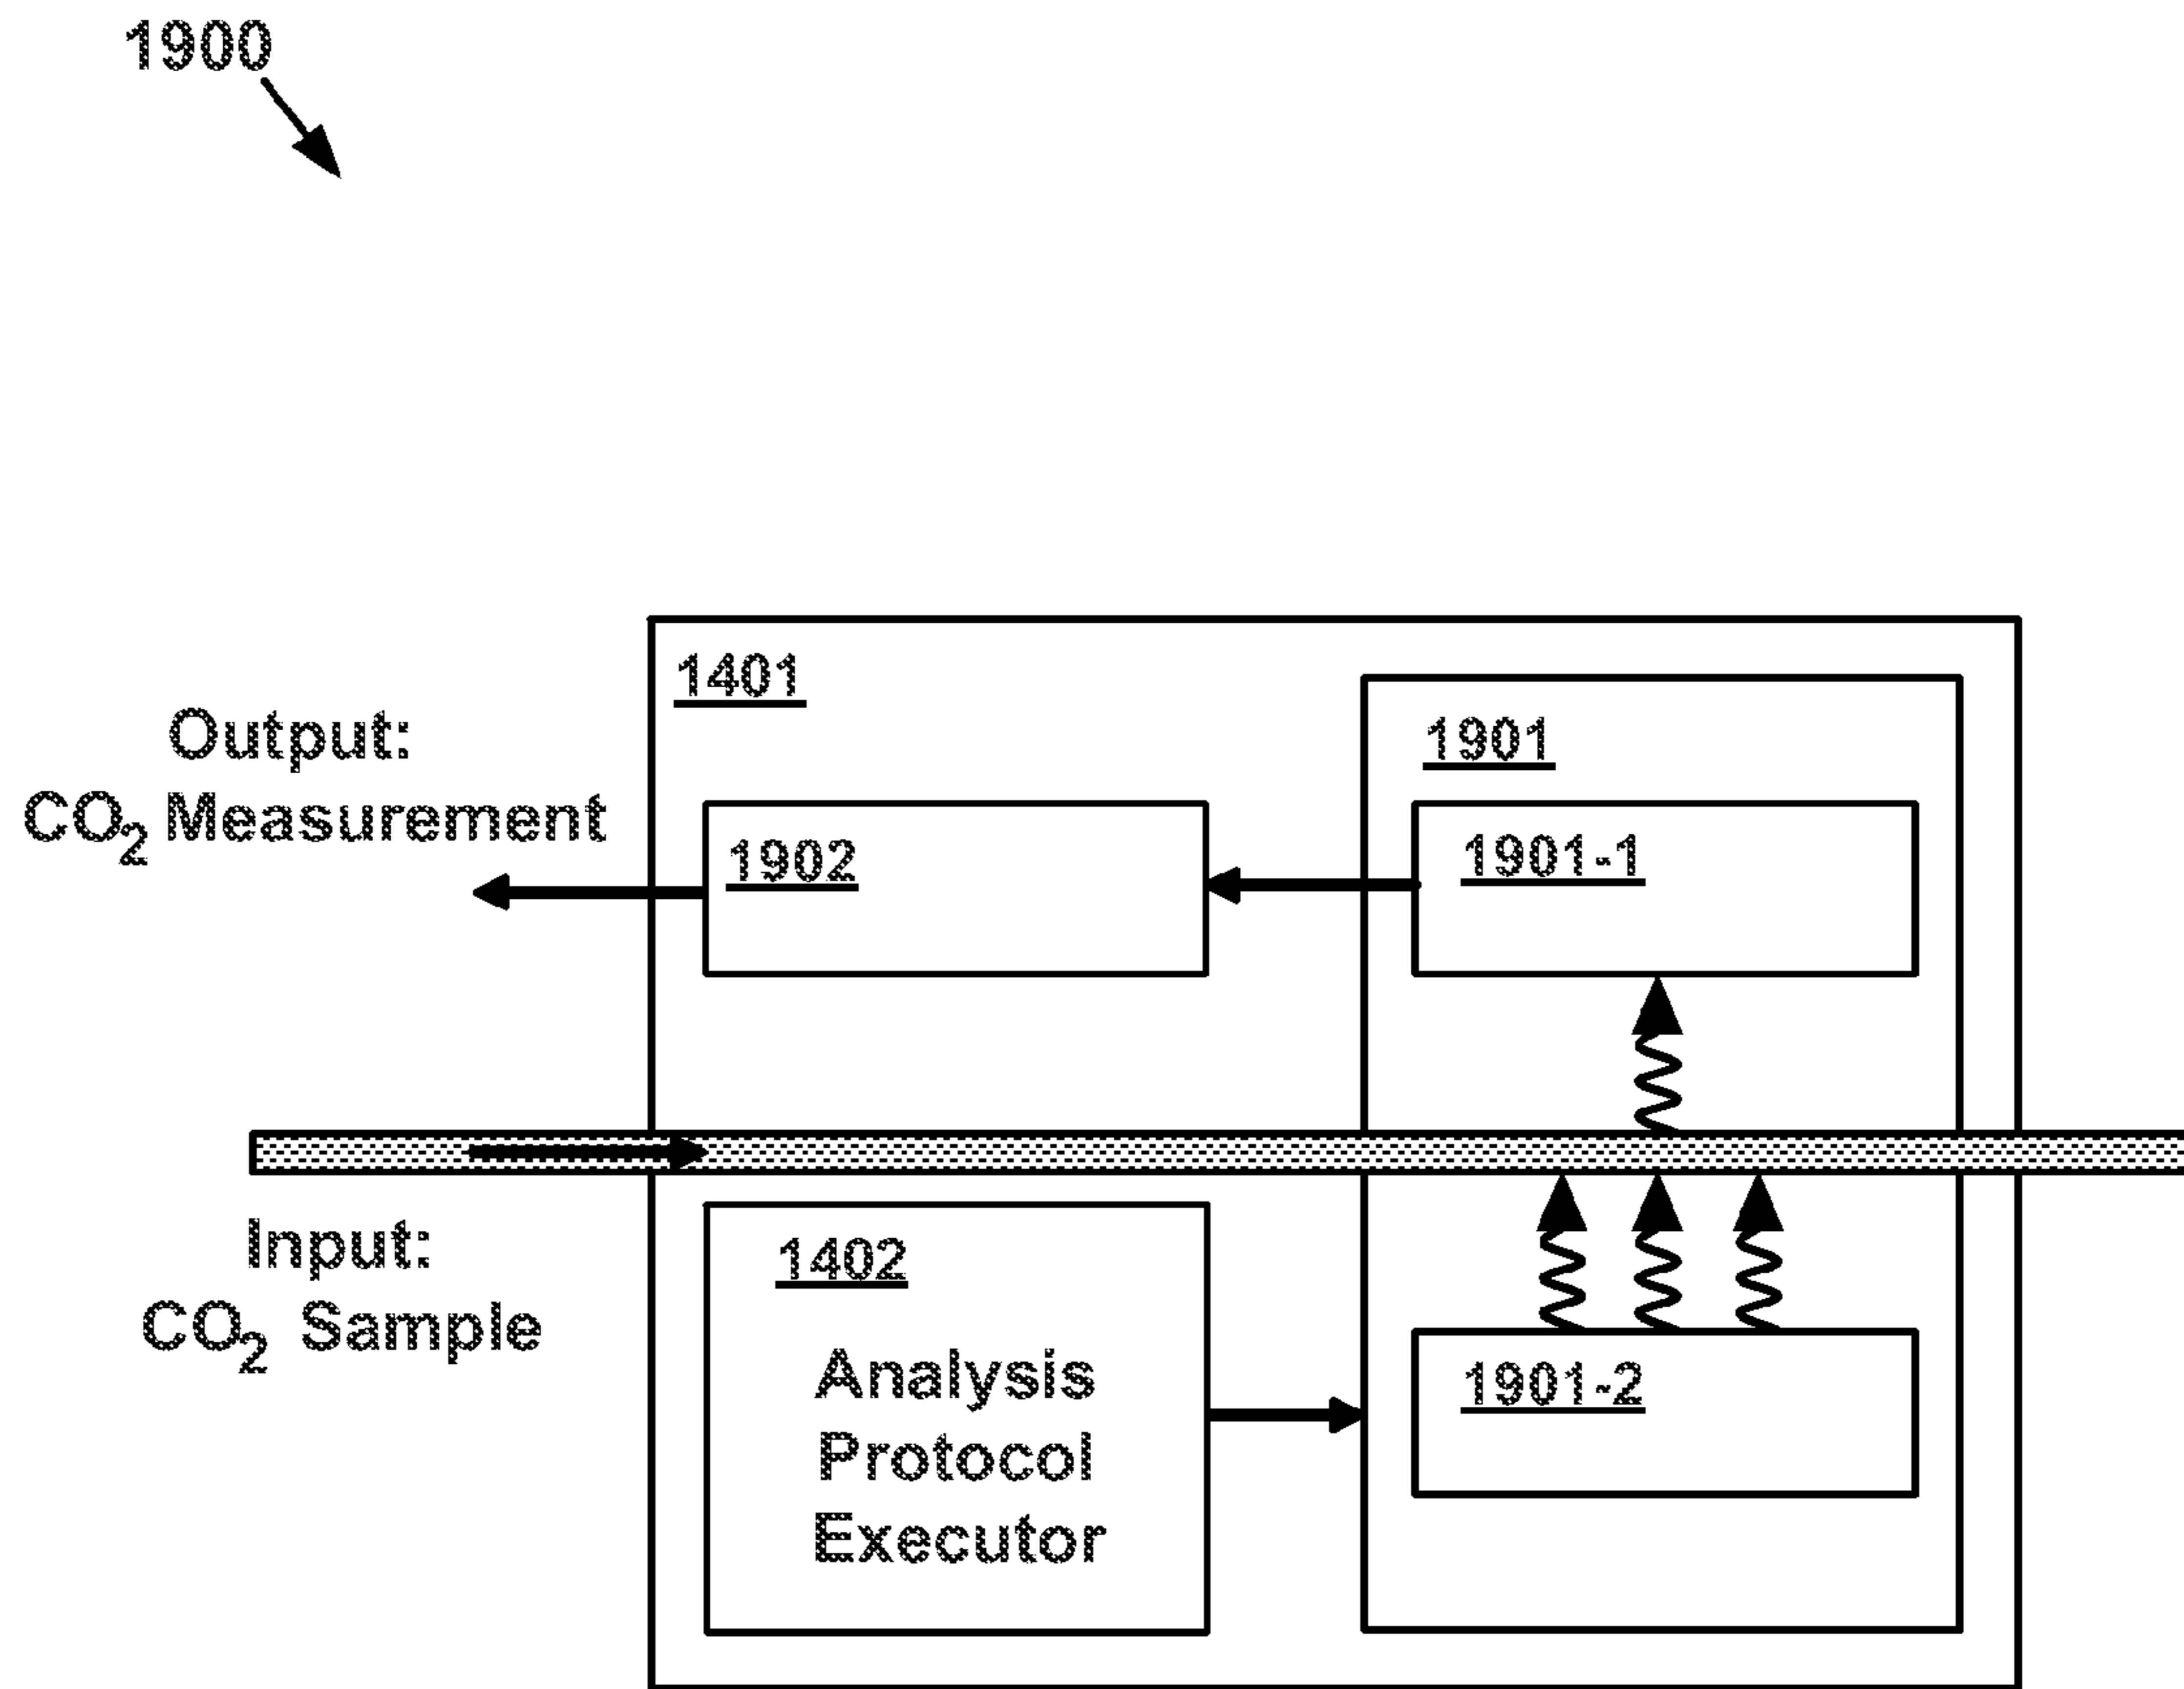 1900
1401
1901
Output:
CO₂ Measurement
1902
1901-1
Input:
CO₂ Sample
1402
Analysis
Protocol
Executor
1901-2